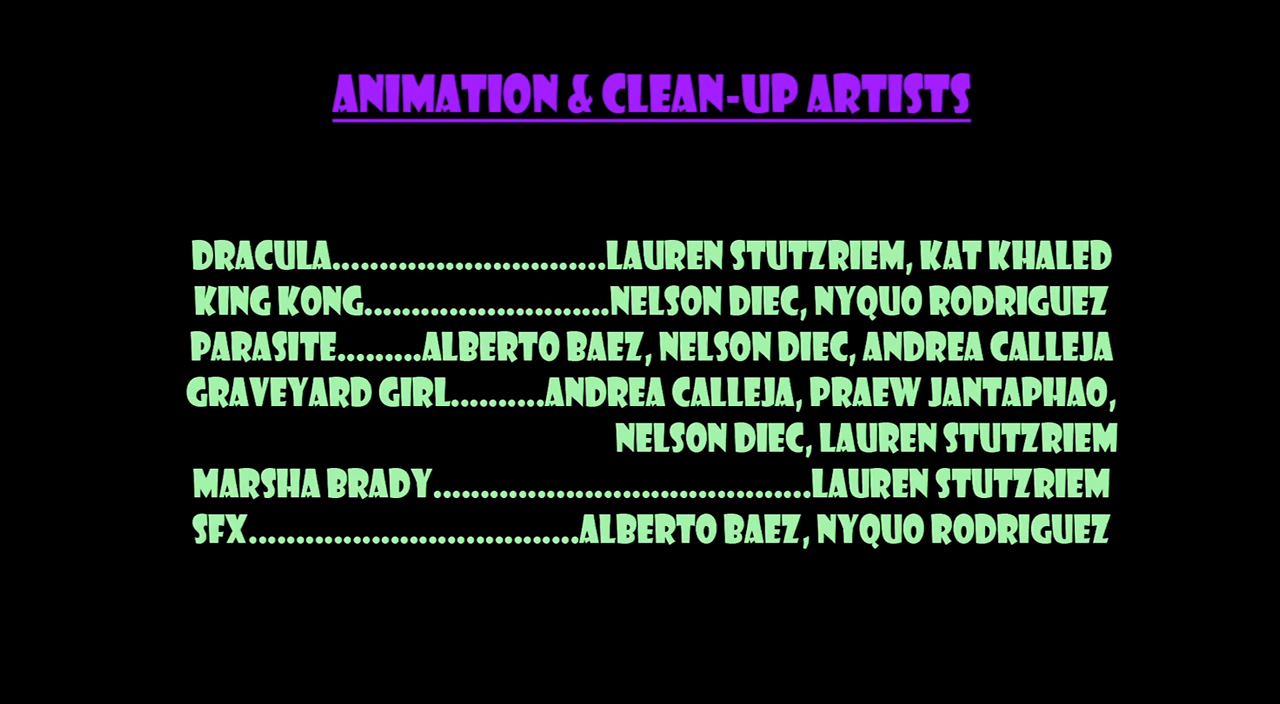 ANIMATION & CLEAN-UP ARTISTS
DRACULA.............................LAUREN STUTZRIEM, KAT KHALED
KING KONG..........................NELSON DIEC, NYQUO RODRIGUEZ
PARASITE.........ALBERTO BAEZ, NELSON DIEC, ANDREA CALLEJA
GRAVEYARD GIRL..........ANDREA CALLEJA, PRAEW JANTAPHAO,
NELSON DIEC, LAUREN STUTZRIEM
MARSHA BRADY........................................LAUREN STUTZRIEM
SFX...................................ALBERTO BAEZ, NYQUO RODRIGUEZ